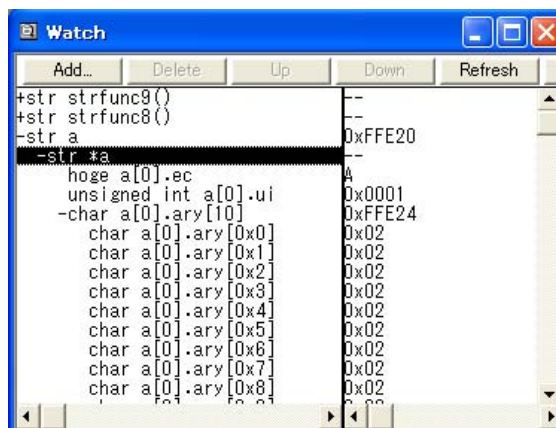 Watch
Add... Delete Up Down Refresh
+str strfunc9() --
+str strfunc8() --
-str a 0xFFE20
-str *a --
hoge a[0].ec A
unsigned int a[0].ui 0x0001
-char a[0].ary[10] 0xFFE24
char a[0].ary[0x0] 0x02
char a[0].ary[0x1] 0x02
char a[0].ary[0x2] 0x02
char a[0].ary[0x3] 0x02
char a[0].ary[0x4] 0x02
char a[0].ary[0x5] 0x02
char a[0].ary[0x6] 0x02
char a[0].ary[0x7] 0x02
char a[0].ary[0x8] 0x02